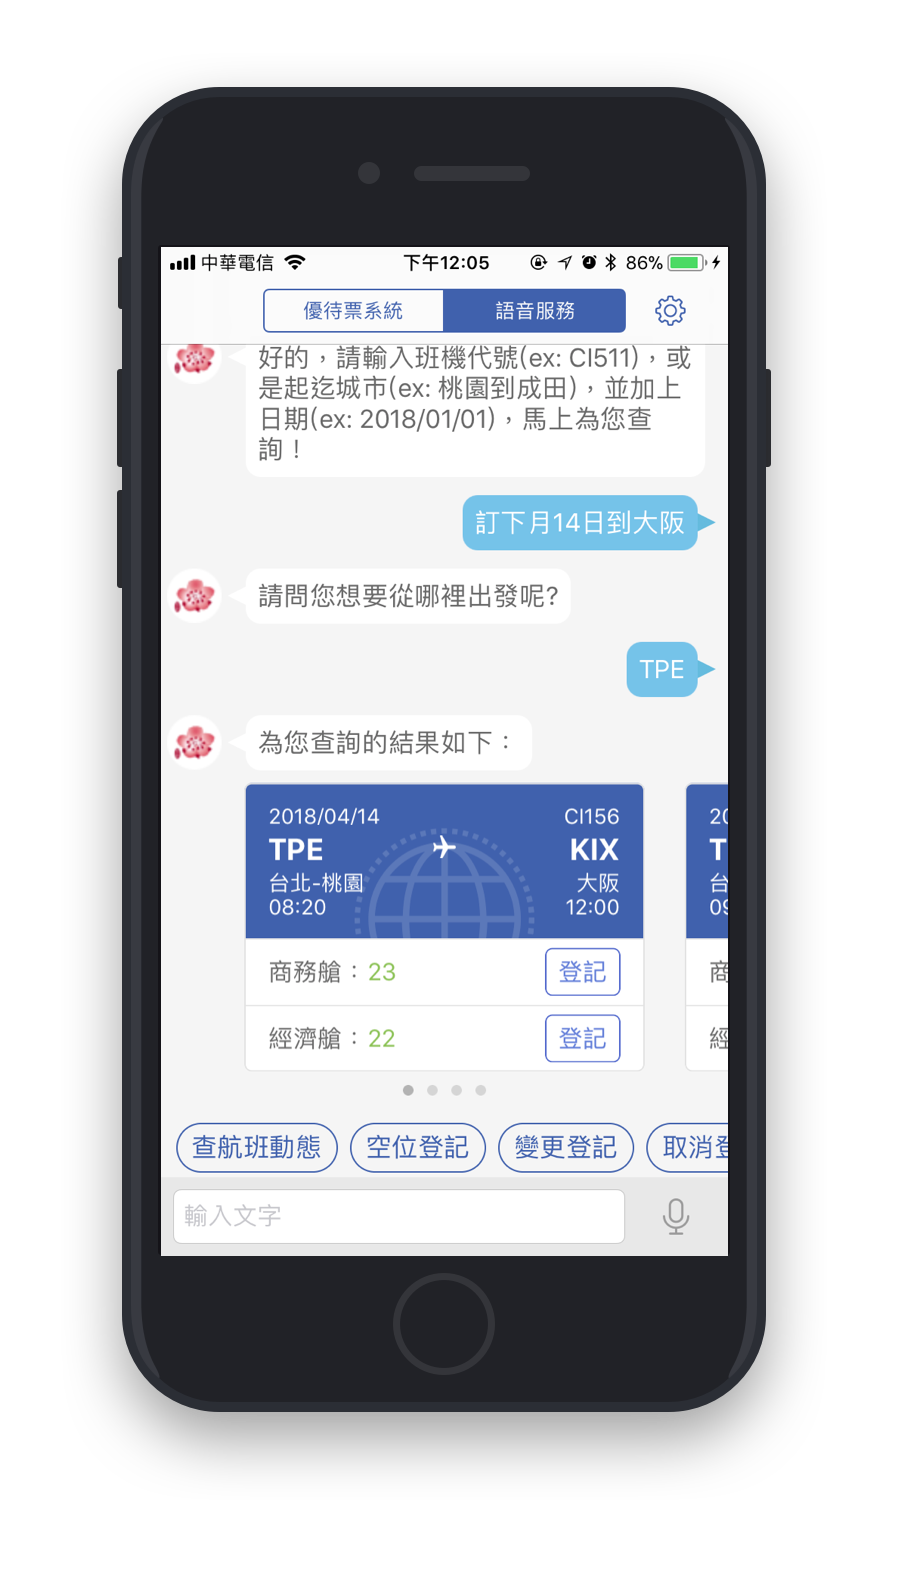 中華電信
下午12:05
86%
優待票系統
語音服務
好的，請輸入班機代號(ex: CI511)，或
是起迄城市(ex: 桃園到成田)，並加上
日期(ex: 2018/01/01)，馬上為您查
詢！
訂下月14日到大阪
請問您想要從哪裡出發呢?
TPE
為您查詢的結果如下：
2018/04/14
CI156
TPE
KIX
台北-桃園
大阪
08:20
12:00
商務艙：23
登記
經濟艙：22
登記
20
T
台
09
商
經
查航班動態
空位登記
變更登記
取消登
輸入文字